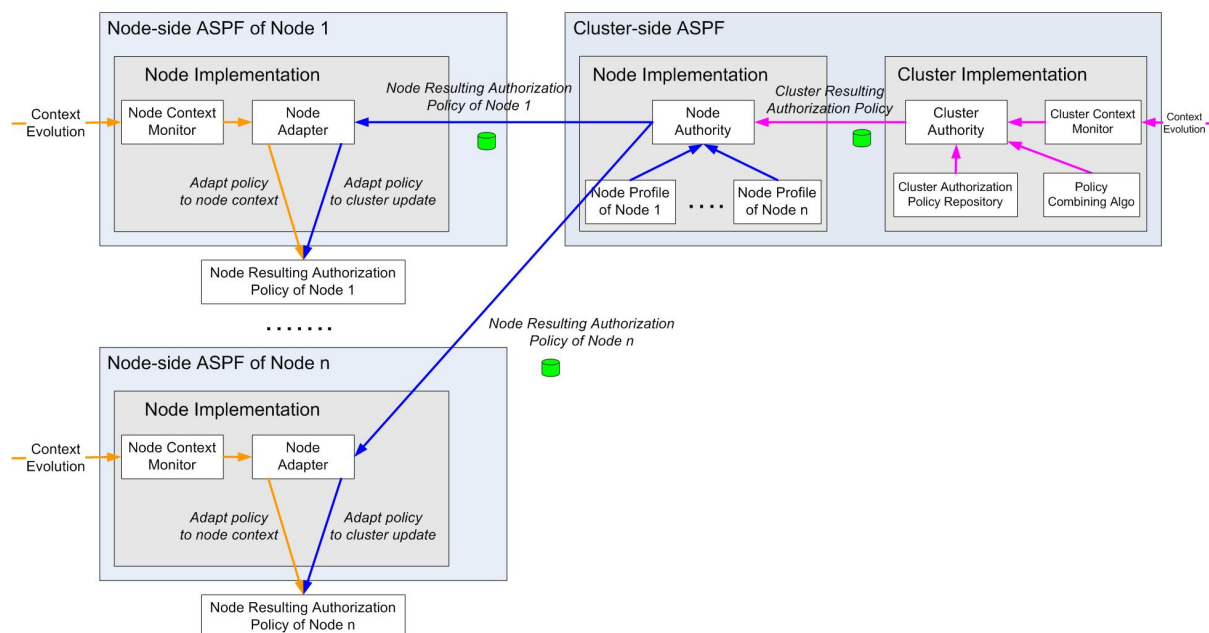 Node-side ASPF of Node 1
Node Implementation
Context
Evolution
Node Context
Monitor
Node
Adapter
Adapt policy
to node context
Adapt policy
to cluster update
Node Resulting Authorization
Policy of Node 1
Node Resulting Authorization
Policy of Node 1
Cluster-side ASPF
Node Implementation
Node
Authority
Node Profile
of Node 1
....
Node Profile
of Node n
Cluster Resulting
Authorization Policy
Cluster Implementation
Cluster
Authority
Cluster Context
Monitor
Context
Evolution
Cluster Authorization
Policy Repository
Policy
Combining Algo
.......
Node Resulting Authorization
Policy of Node n
Node-side ASPF of Node n
Node Implementation
Context
Evolution
Node Context
Monitor
Node
Adapter
Adapt policy
to node context
Adapt policy
to cluster update
Node Resulting Authorization
Policy of Node n